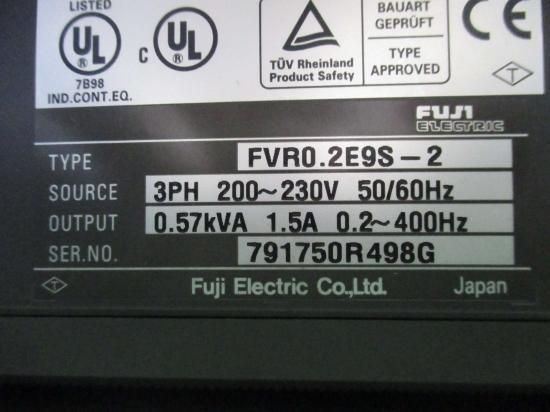 LISTED
UL
C UL
7B98
IND.CONT.EQ.
TÜV Rheinland
Product Safety
BAUART
GEPRÜFT
TYPE
APPROVED
CE
T
FUJI
ELECTRIC
TYPE FVR0.2E9S-2
SOURCE 3PH 200~230V 50/60Hz
OUTPUT 0.57kVA 1.5A 0.2~400Hz
SER.NO. 791750R498G
T Fuji Electric Co.,Ltd. Japan